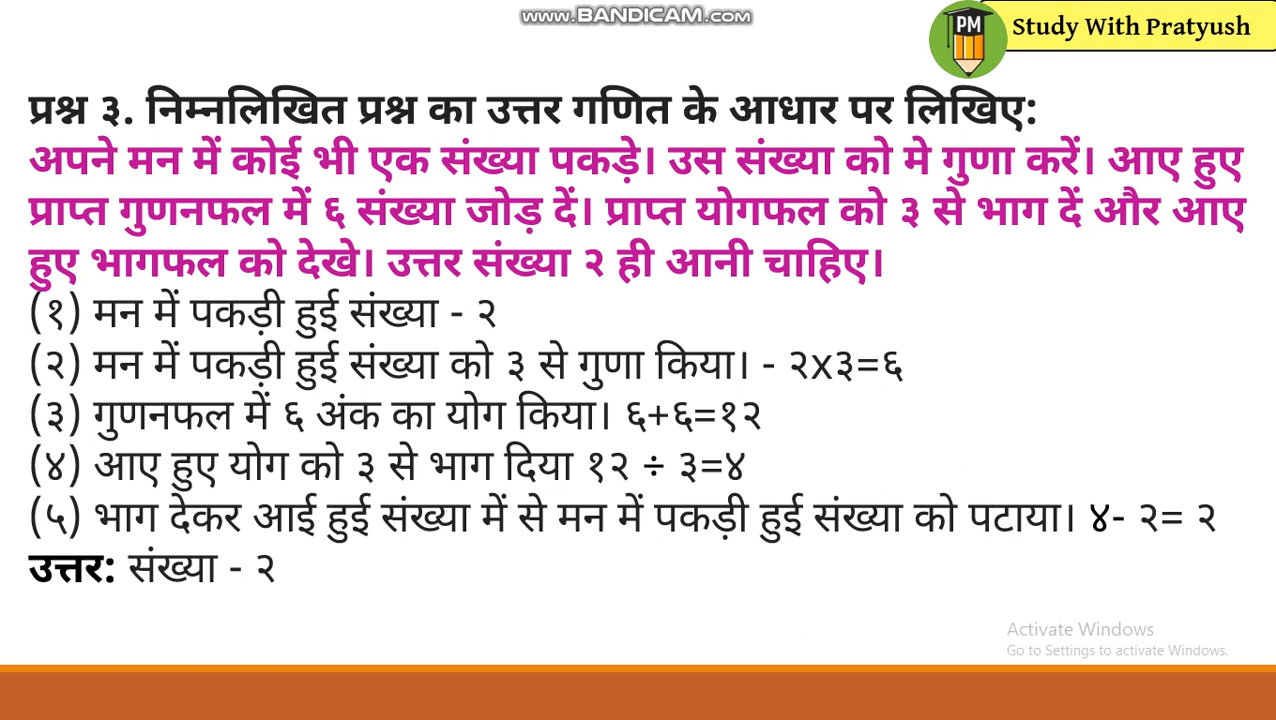 www.BANDICAM.com
PM
Study With Pratyush
प्रश्न ३. निम्नलिखित प्रश्न का उत्तर गणित के आधार पर लिखिए:
अपने मन में कोई भी एक संख्या पकड़े। उस संख्या को मे गुणा करें। आए हुए
प्राप्त गुणनफल में ६ संख्या जोड़ दें। प्राप्त योगफल को ३ से भाग दें और आए
हुए भागफल को देखे। उत्तर संख्या २ ही आनी चाहिए।
(१) मन में पकड़ी हुई संख्या - २
(२) मन में पकड़ी हुई संख्या को ३ से गुणा किया। - २x३=६
(३) गुणनफल में ६ अंक का योग किया। ६+६=१२
(४) आए हुए योग को ३ से भाग दिया १२ ÷ ३=४
(५) भाग देकर आई हुई संख्या में से मन में पकड़ी हुई संख्या को पटाया। ४- २= २
उत्तर: संख्या - २
Activate Windows
Go to Settings to activate Windows.